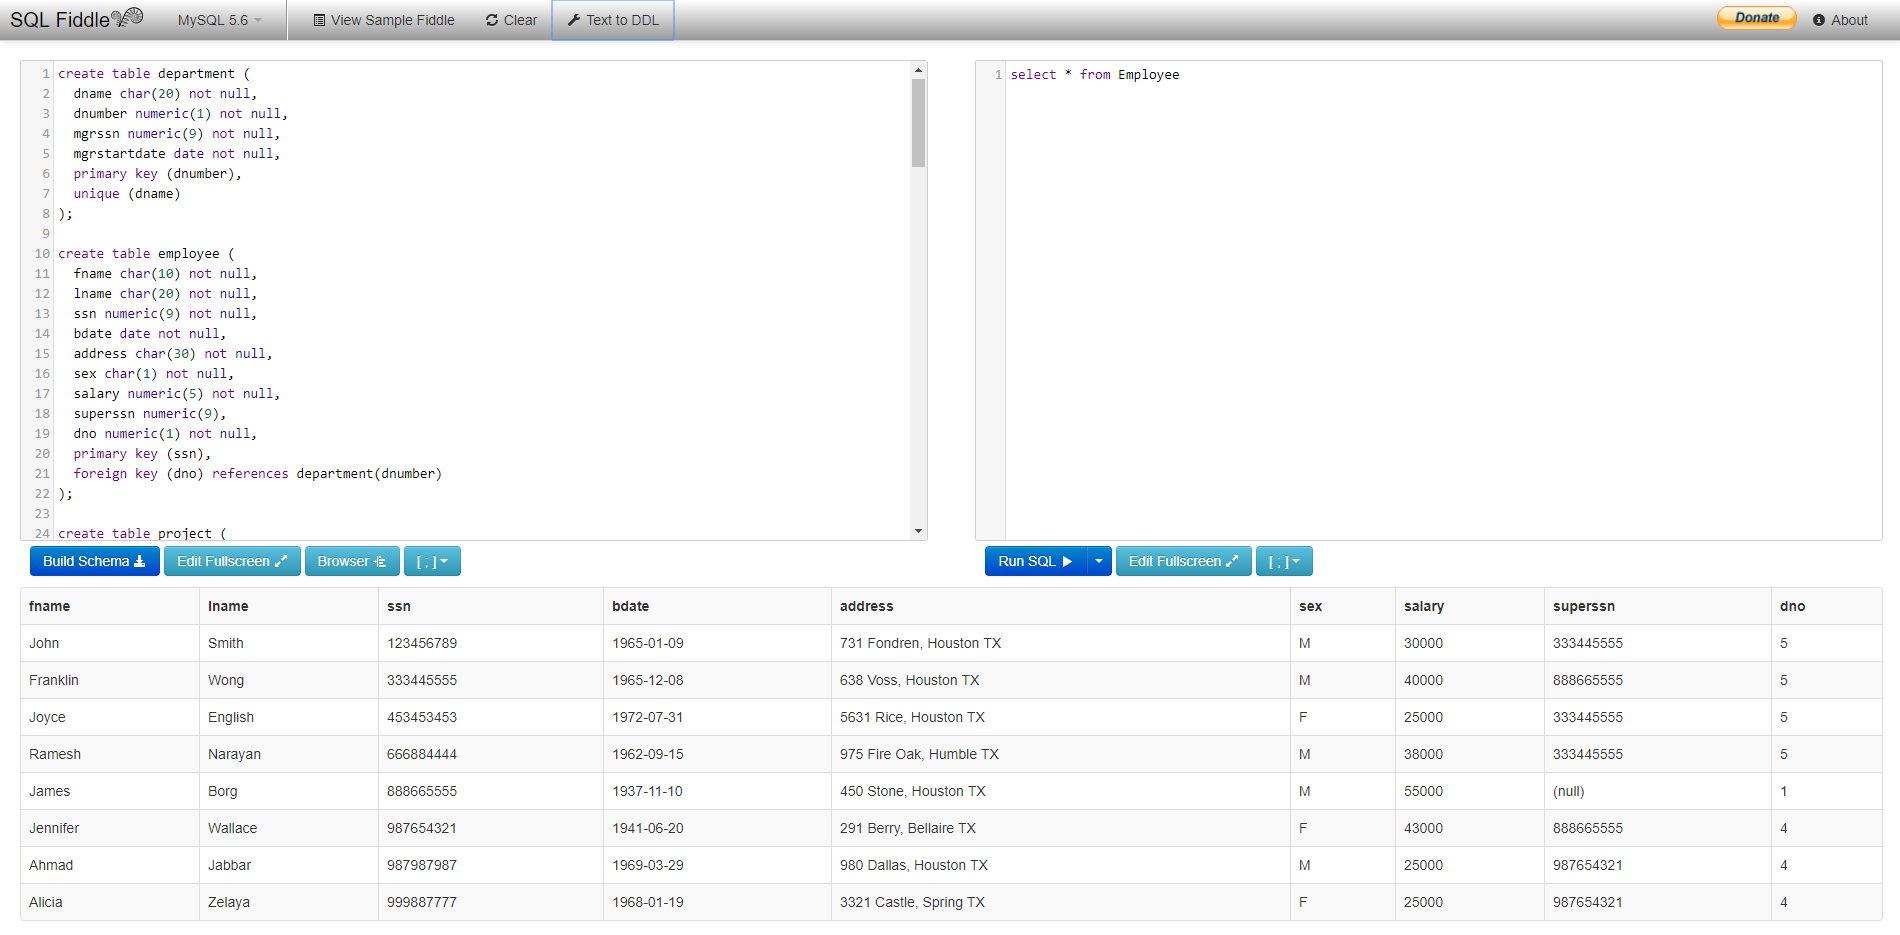 SQL Fiddle MySQL 5.6 View Sample Fiddle Clear Text to DDL Donate About
1 create table department (
2 dname char(20) not null,
3 dnumber numeric(1) not null,
4 mgrssn numeric(9) not null,
5 mgrstartdate date not null,
6 primary key (dnumber),
7 unique (dname)
8 );
9
10 create table employee (
11 fname char(10) not null,
12 lname char(20) not null,
13 ssn numeric(9) not null,
14 bdate date not null,
15 address char(30) not null,
16 sex char(1) not null,
17 salary numeric(5) not null,
18 superssn numeric(9),
19 dno numeric(1) not null,
20 primary key (ssn),
21 foreign key (dno) references department(dnumber)
22 );
23
24 create table project (
1 select * from Employee
Build Schema Edit Fullscreen Browser [ ; ]
Run SQL Edit Fullscreen [ ; ]
fname lname ssn bdate address sex salary superssn dno
John Smith 123456789 1965-01-09 731 Fondren, Houston TX M 30000 333445555 5
Franklin Wong 333445555 1965-12-08 638 Voss, Houston TX M 40000 888665555 5
Joyce English 453453453 1972-07-31 5631 Rice, Houston TX F 25000 333445555 5
Ramesh Narayan 666884444 1962-09-15 975 Fire Oak, Humble TX M 38000 333445555 5
James Borg 888665555 1937-11-10 450 Stone, Houston TX M 55000 (null) 1
Jennifer Wallace 987654321 1941-06-20 291 Berry, Bellaire TX F 43000 888665555 4
Ahmad Jabbar 987987987 1969-03-29 980 Dallas, Houston TX M 25000 987654321 4
Alicia Zelaya 999887777 1968-01-19 3321 Castle, Spring TX F 25000 987654321 4